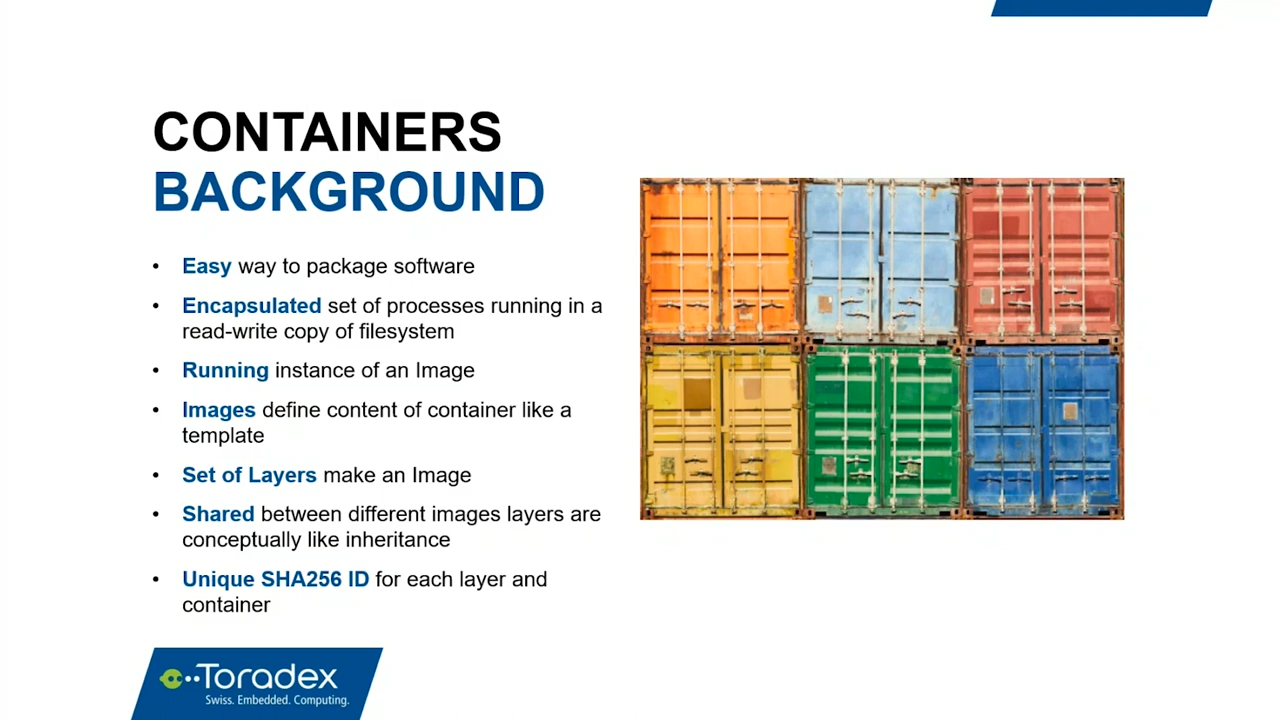 CONTAINERS
BACKGROUND
• Easy way to package software
• Encapsulated set of processes running in a
read-write copy of filesystem
• Running instance of an Image
• Images define content of container like a
template
• Set of Layers make an Image
• Shared between different images layers are
conceptually like inheritance
• Unique SHA256 ID for each layer and
container
Toradex
Swiss. Embedded. Computing.